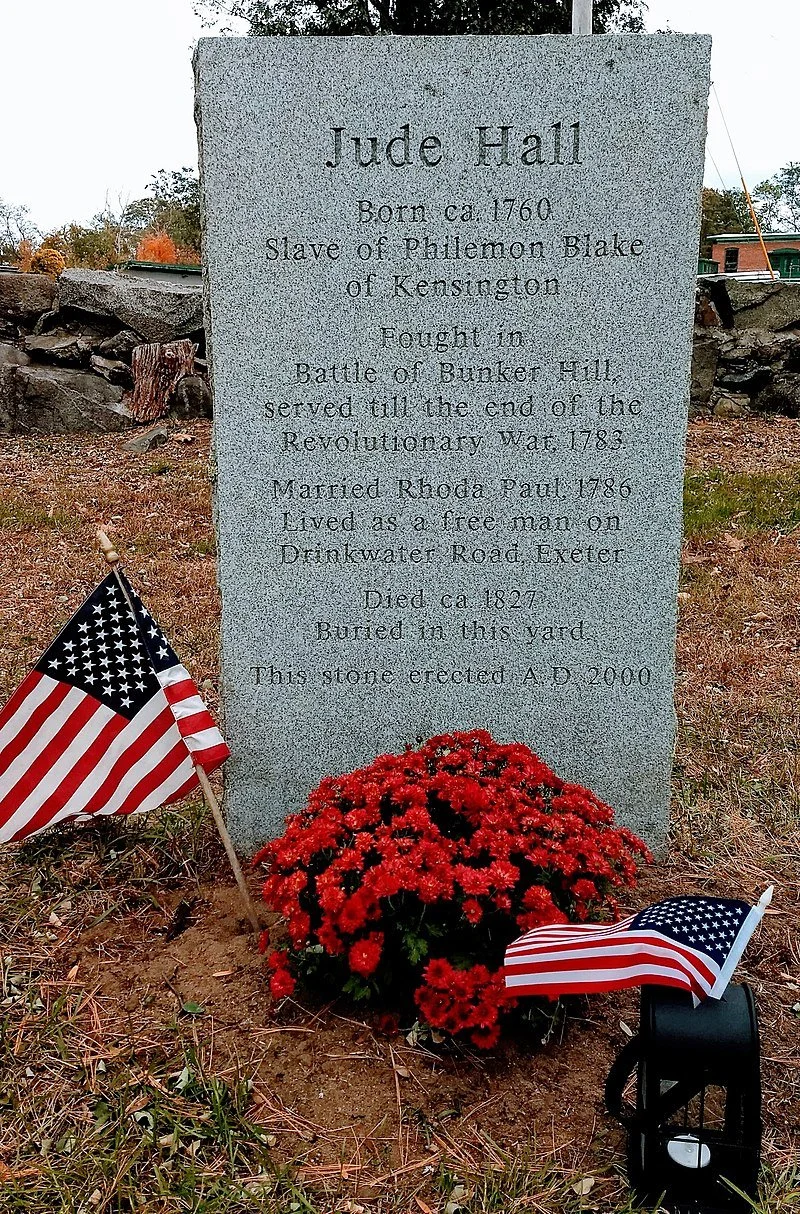 Jude Hall
Born ca. 1760
Slave of Philemon Blake
of Kensington
Fought in
Battle of Bunker Hill,
served till the end of the
Revolutionary War, 1783
Married Rhoda Paul, 1786
Lived as a free man on
Drinkwater Road, Exeter
Died ca 1827
Buried in this yard
This stone erected A.D. 2000